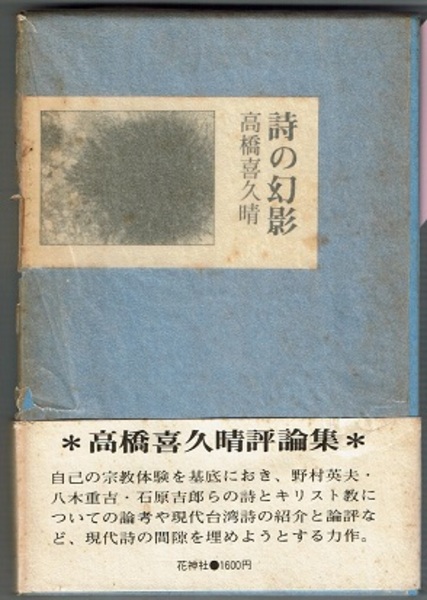 詩の幻影
高橋喜久晴
＊高橋喜久晴評論集＊
自己の宗教体験を基底におき、野村英夫・
八木重吉・石原吉郎らの詩とキリスト教に
ついての論考や現代台湾詩の紹介と論評な
ど、現代詩の間隙を埋めようとする力作。
花神社●1600円